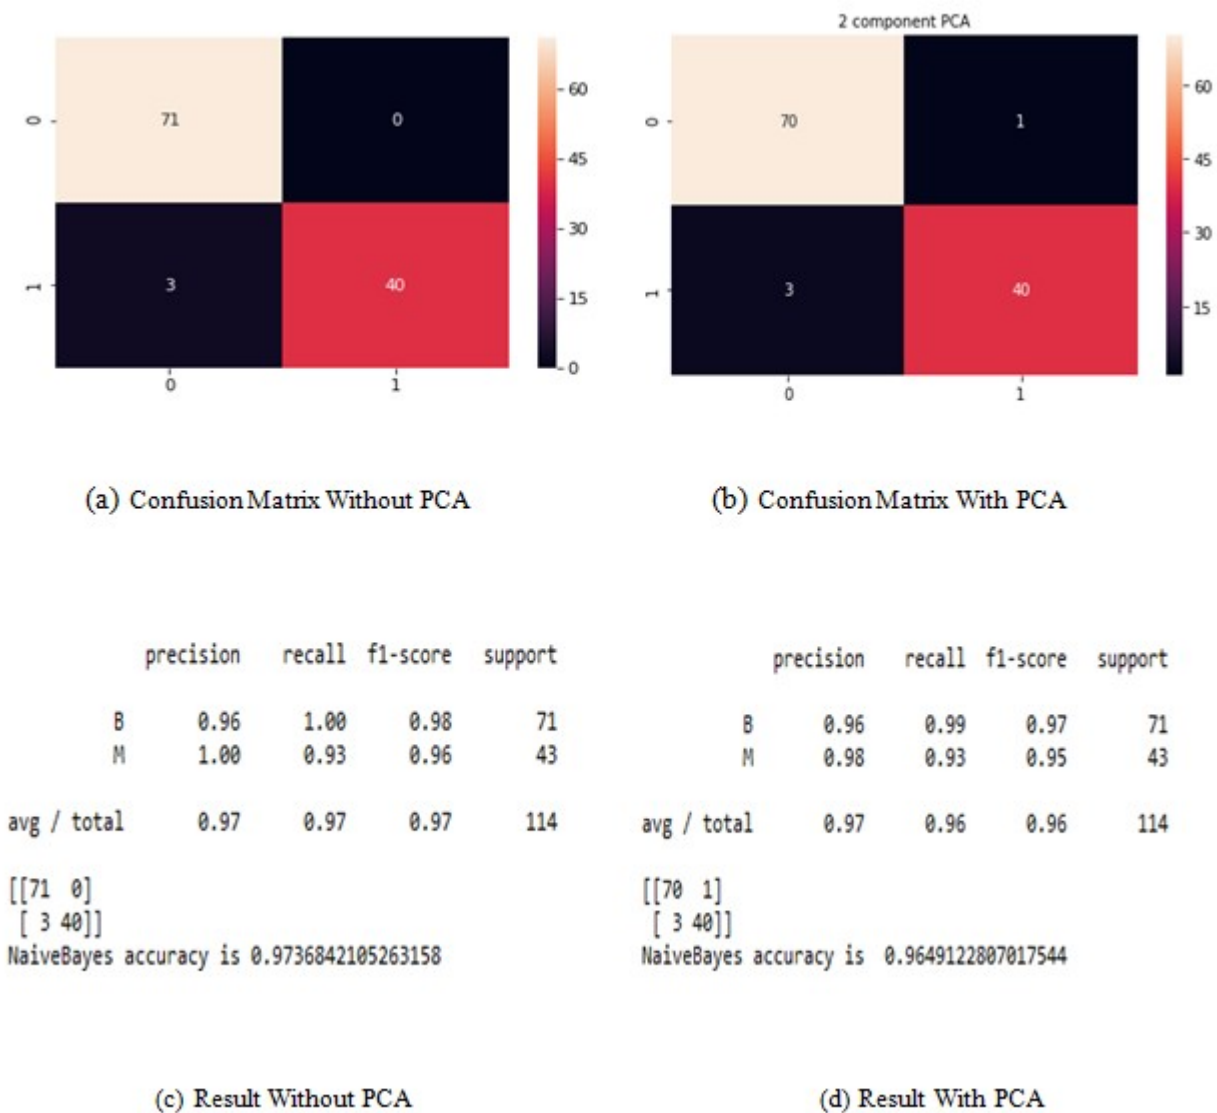 71 0
3 40
0 1
0 1
60
45
30
15
0
2 component PCA
70 1
3 40
0 1
0 1
60
45
30
15
(a) Confusion Matrix Without PCA
(b) Confusion Matrix With PCA
precision recall f1-score support
B 0.96 1.00 0.98 71
M 1.00 0.93 0.96 43
avg / total 0.97 0.97 0.97 114
[[71 0]
[ 3 40]]
NaiveBayes accuracy is 0.9736842105263158
precision recall f1-score support
B 0.96 0.99 0.97 71
M 0.98 0.93 0.95 43
avg / total 0.97 0.96 0.96 114
[[70 1]
[ 3 40]]
NaiveBayes accuracy is 0.9649122807017544
(c) Result Without PCA
(d) Result With PCA